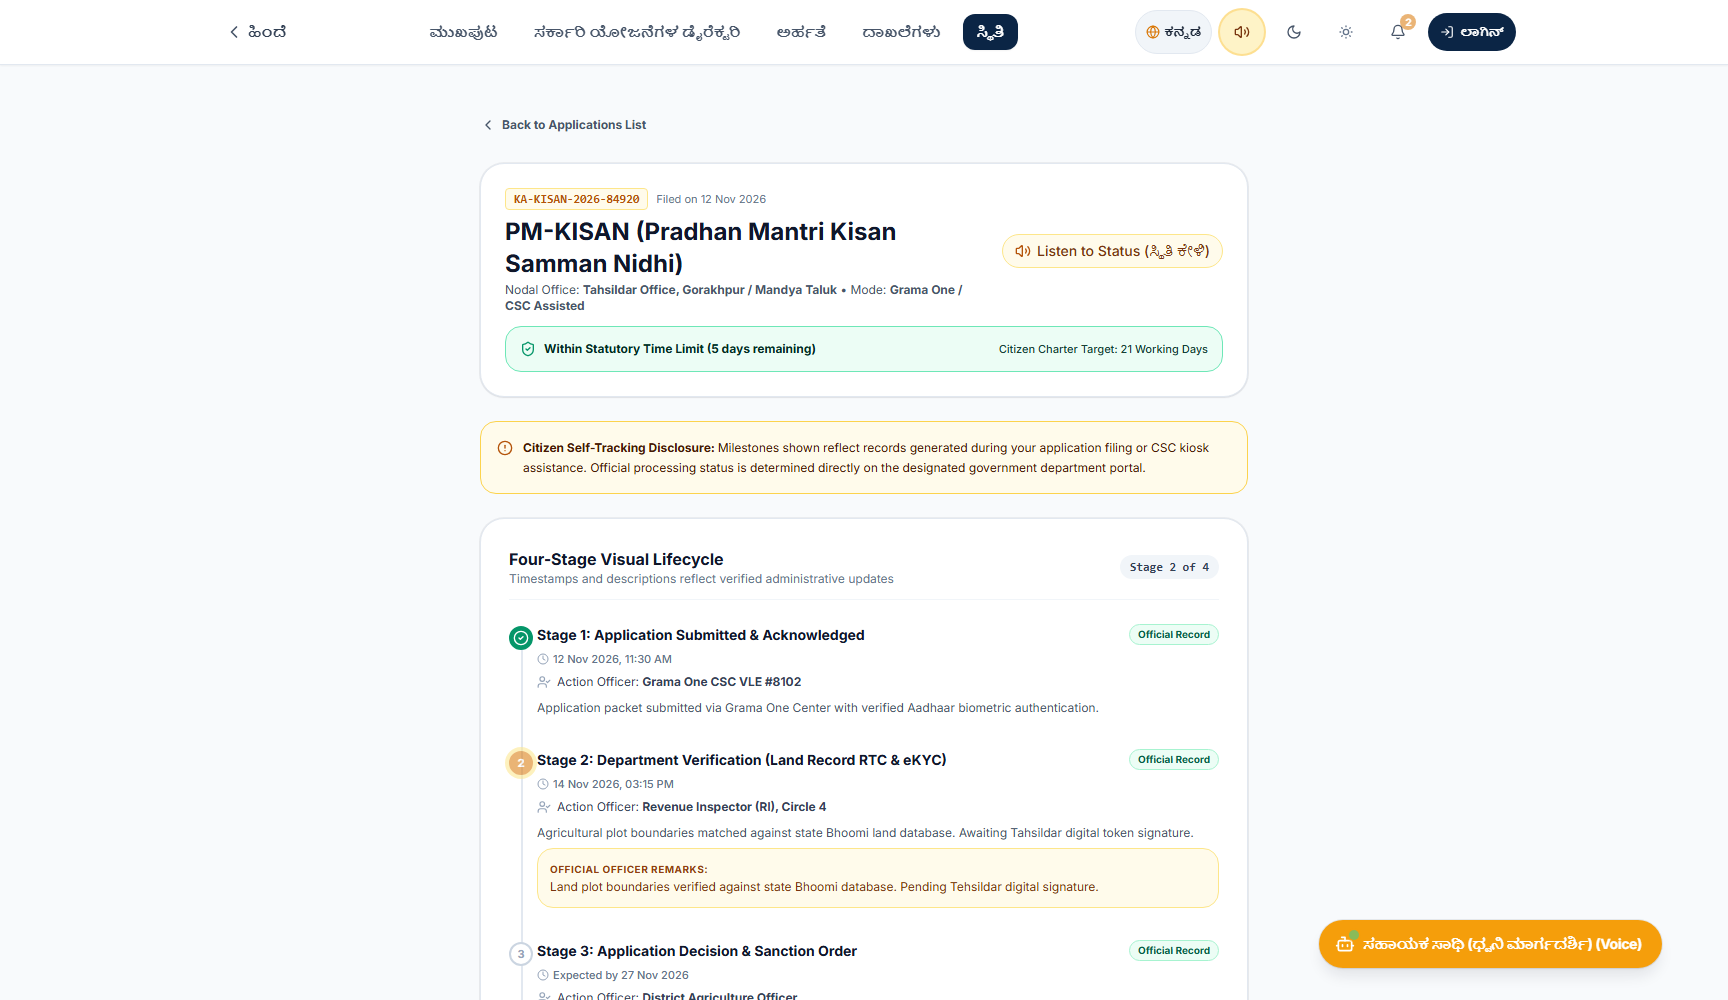 ಹಿಂದೆ
ಮುಖಪುಟ
ಸರ್ಕಾರಿ ಯೋಜನೆಗಳ ಡೈರೆಕ್ಟರಿ
ಅರ್ಹತೆ
ದಾಖಲೆಗಳು
ಸ್ಥಿತಿ
ಕನ್ನಡ
2
ಲಾಗಿನ್
Back to Applications List
KA-KISAN-2026-84920 Filed on 12 Nov 2026
PM-KISAN (Pradhan Mantri Kisan
Samman Nidhi)
Listen to Status (ಸ್ಥಿತಿ ಕೇಳಿ)
Nodal Office: Tahsildar Office, Gorakhpur / Mandya Taluk • Mode: Grama One /
CSC Assisted
Within Statutory Time Limit (5 days remaining)
Citizen Charter Target: 21 Working Days
Citizen Self-Tracking Disclosure: Milestones shown reflect records generated during your application filing or CSC kiosk
assistance. Official processing status is determined directly on the designated government department portal.
Four-Stage Visual Lifecycle
Timestamps and descriptions reflect verified administrative updates
Stage 2 of 4
Stage 1: Application Submitted & Acknowledged
Official Record
12 Nov 2026, 11:30 AM
Action Officer: Grama One CSC VLE #8102
Application packet submitted via Grama One Center with verified Aadhaar biometric authentication.
2
Stage 2: Department Verification (Land Record RTC & eKYC)
Official Record
14 Nov 2026, 03:15 PM
Action Officer: Revenue Inspector (RI), Circle 4
Agricultural plot boundaries matched against state Bhoomi land database. Awaiting Tahsildar digital token signature.
OFFICIAL OFFICER REMARKS:
Land plot boundaries verified against state Bhoomi database. Pending Tehsildar digital signature.
3
Stage 3: Application Decision & Sanction Order
Official Record
Expected by 27 Nov 2026
Action Officer: District Agriculture Officer
ಸಹಾಯಕ ಸಾಥಿ (ಧ್ವನಿ ಮಾರ್ಗದರ್ಶಿ) (Voice)